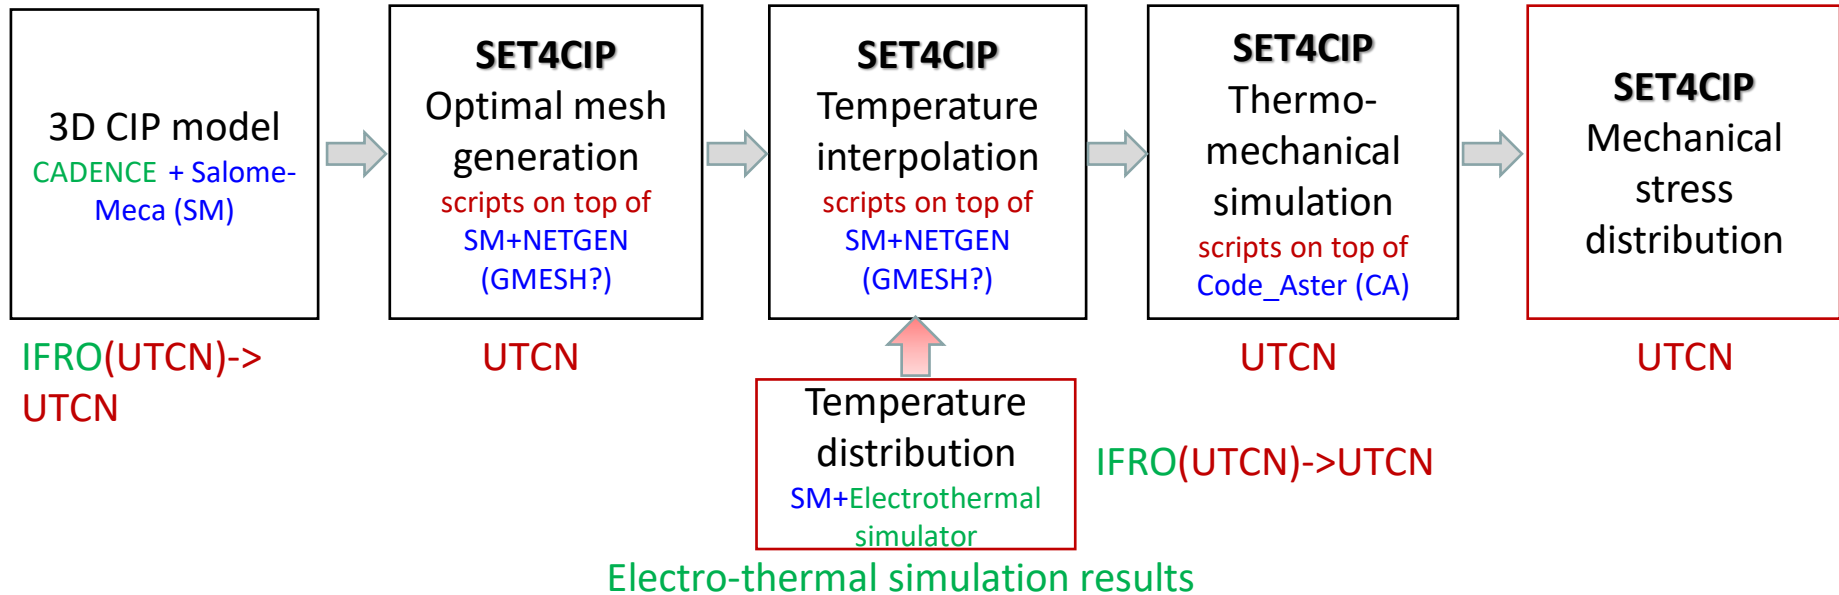 3D CIP model
CADENCE + Salome-
Meca (SM)
IFRO(UTCN)->
UTCN
SET4CIP
Optimal mesh
generation
scripts on top of
SM+NETGEN
(GMESH?)
UTCN
SET4CIP
Temperature
interpolation
scripts on top of
SM+NETGEN
(GMESH?)
Temperature
distribution
SM+Electrothermal
simulator
Electro-thermal simulation results
IFRO(UTCN)->UTCN
SET4CIP
Thermo-
mechanical
simulation
scripts on top of
Code_Aster (CA)
UTCN
SET4CIP
Mechanical
stress
distribution
UTCN